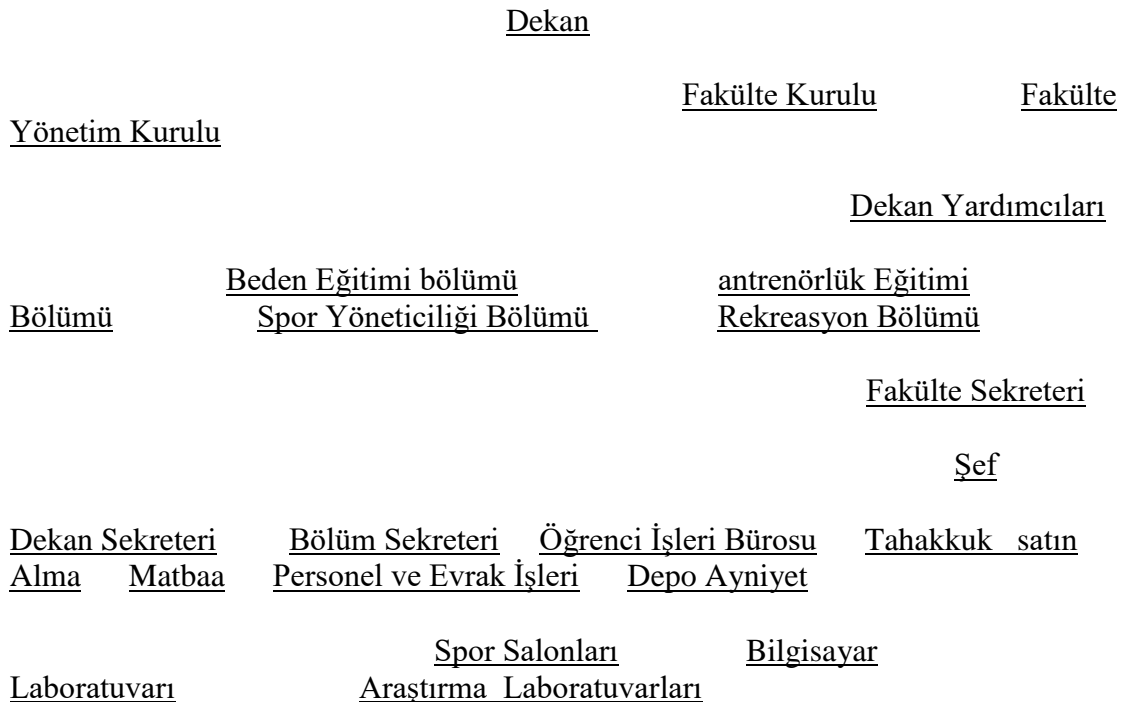 Dekan
Fakülte Kurulu Fakülte
Yönetim Kurulu
Dekan Yardımcıları
Beden Eğitimi bölümü antrenörlük Eğitimi
Bölümü Spor Yöneticiliği Bölümü Rekreasyon Bölümü
Fakülte Sekreteri
Şef
Dekan Sekreteri Bölüm Sekreteri Öğrenci İşleri Bürosu Tahakkuk satın
Alma Matbaa Personel ve Evrak İşleri Depo Ayniyet
Spor Salonları Bilgisayar
Laboratuvarı Araştırma Laboratuvarları